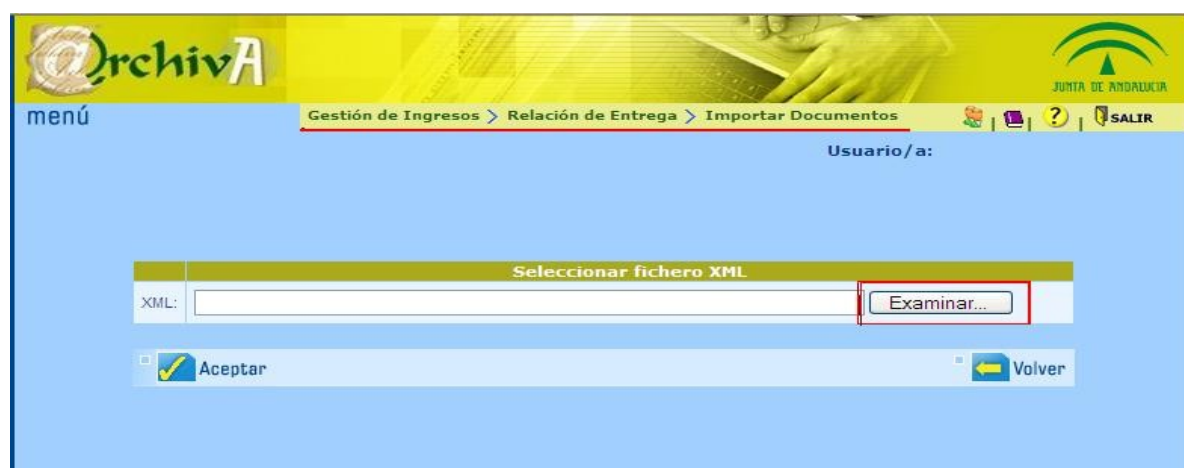 @rchivA
JUNTA DE ANDALUCIA
menú
Gestión de Ingresos > Relación de Entrega > Importar Documentos
? | SALIR
Usuario/a:
Seleccionar fichero XML
XML:
Examinar...
Aceptar
Volver